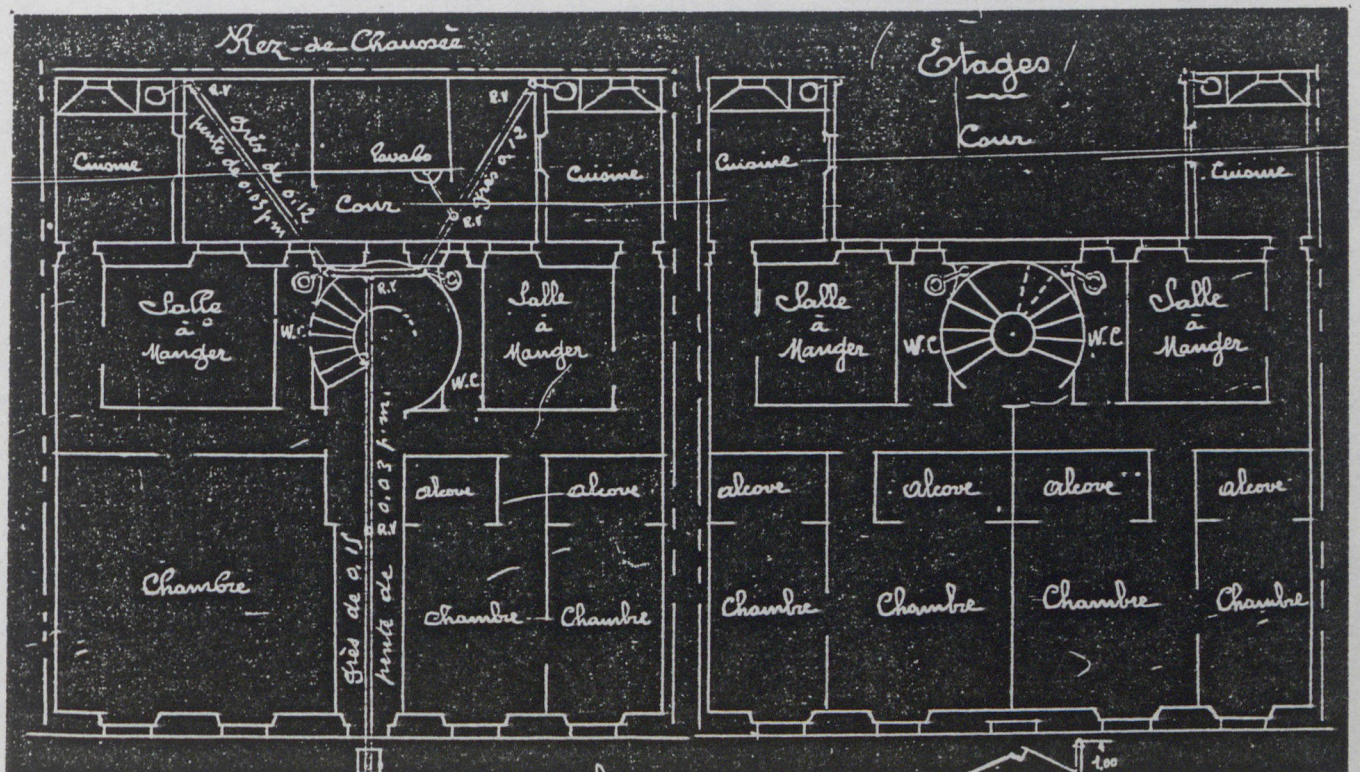 Rez-de-Chaussée
R.V
R.V
Cuisine
grès de 0.12
pente de 0.03 p m
Lavabo
grès 0.12
Cuisine
Cour
R.V
Salle
à
Manger
W.C.
R.V
W.C.
Salle
à
Manger
Chambre
grès de 0.15
pente de 0.03 p.m.
R.V
alcove
alcove
Chambre
Chambre
Etages
Cour
Cuisine
Cuisine
Salle
à
Manger
W.C
W.C
Salle
à
Manger
alcove
alcove
alcove
alcove
Chambre
Chambre
Chambre
Chambre
1,00